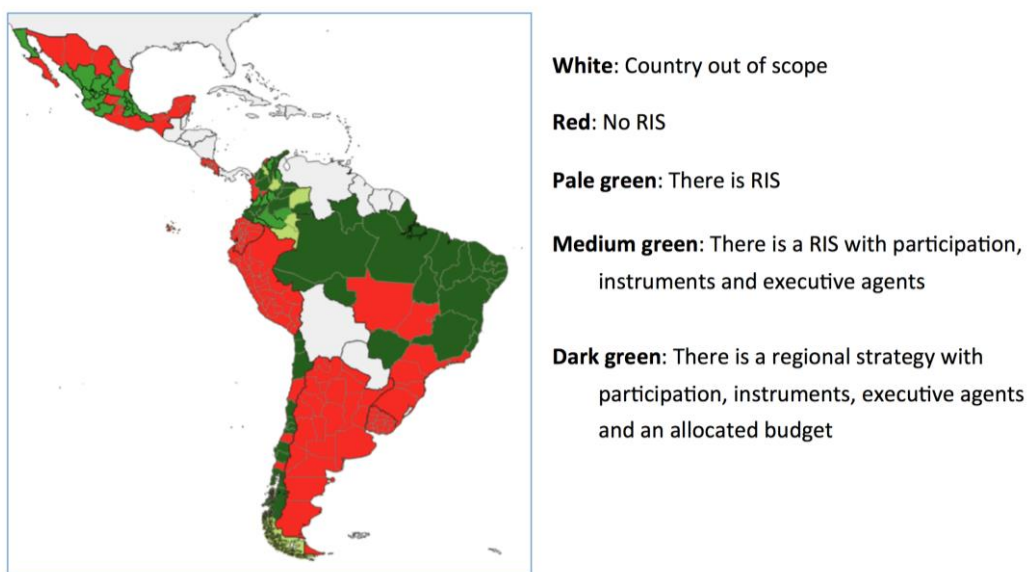 White: Country out of scope
Red: No RIS
Pale green: There is RIS
Medium green: There is a RIS with participation,
instruments and executive agents
Dark green: There is a regional strategy with
participation, instruments, executive agents
and an allocated budget